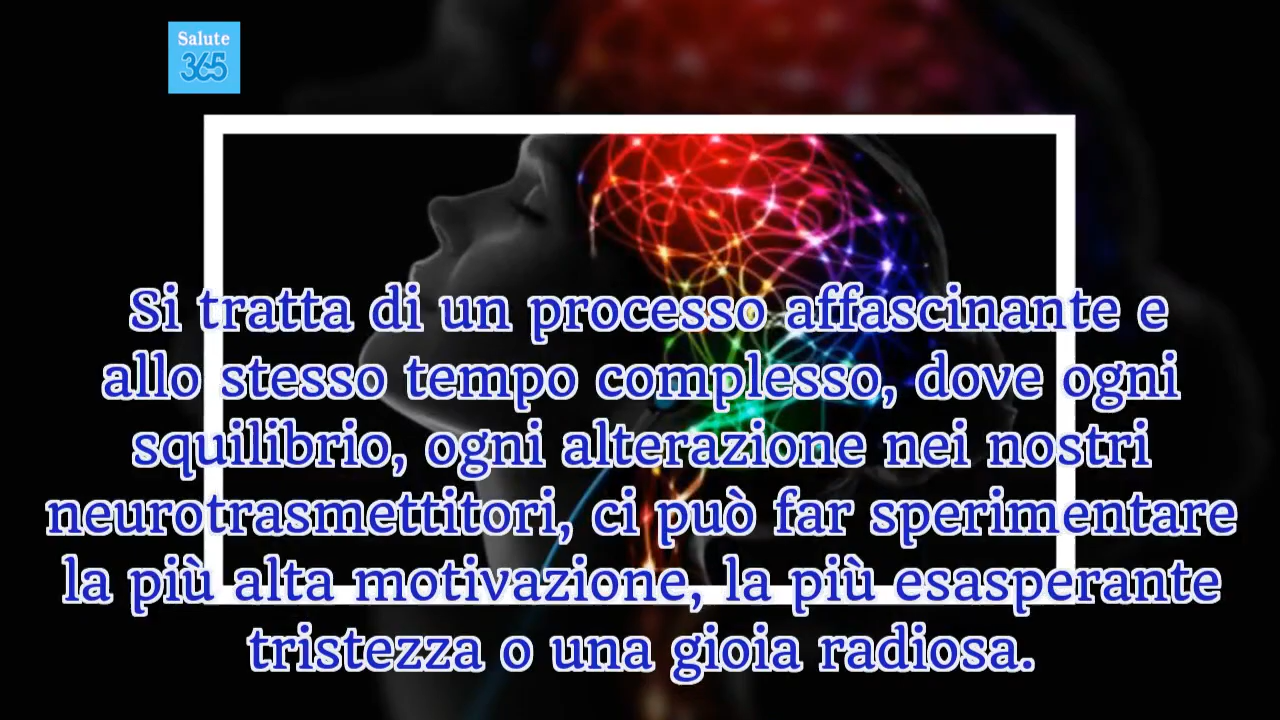 Salute
365
Si tratta di un processo affascinante e
allo stesso tempo complesso, dove ogni
squilibrio, ogni alterazione nei nostri
neurotrasmettitori, ci può far sperimentare
la più alta motivazione, la più esasperante
tristezza o una gioia radiosa.